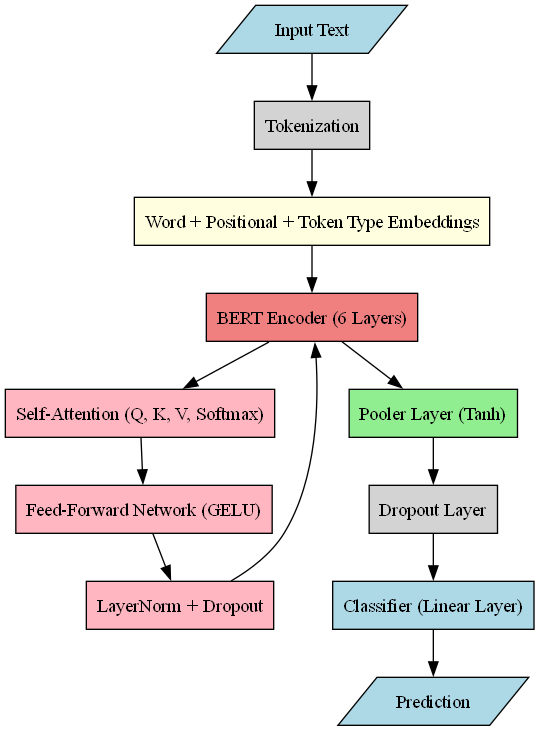 Input Text
Tokenization
Word + Positional + Token Type Embeddings
BERT Encoder (6 Layers)
Self-Attention (Q, K, V, Softmax)
Pooler Layer (Tanh)
Feed-Forward Network (GELU)
Dropout Layer
LayerNorm + Dropout
Classifier (Linear Layer)
Prediction